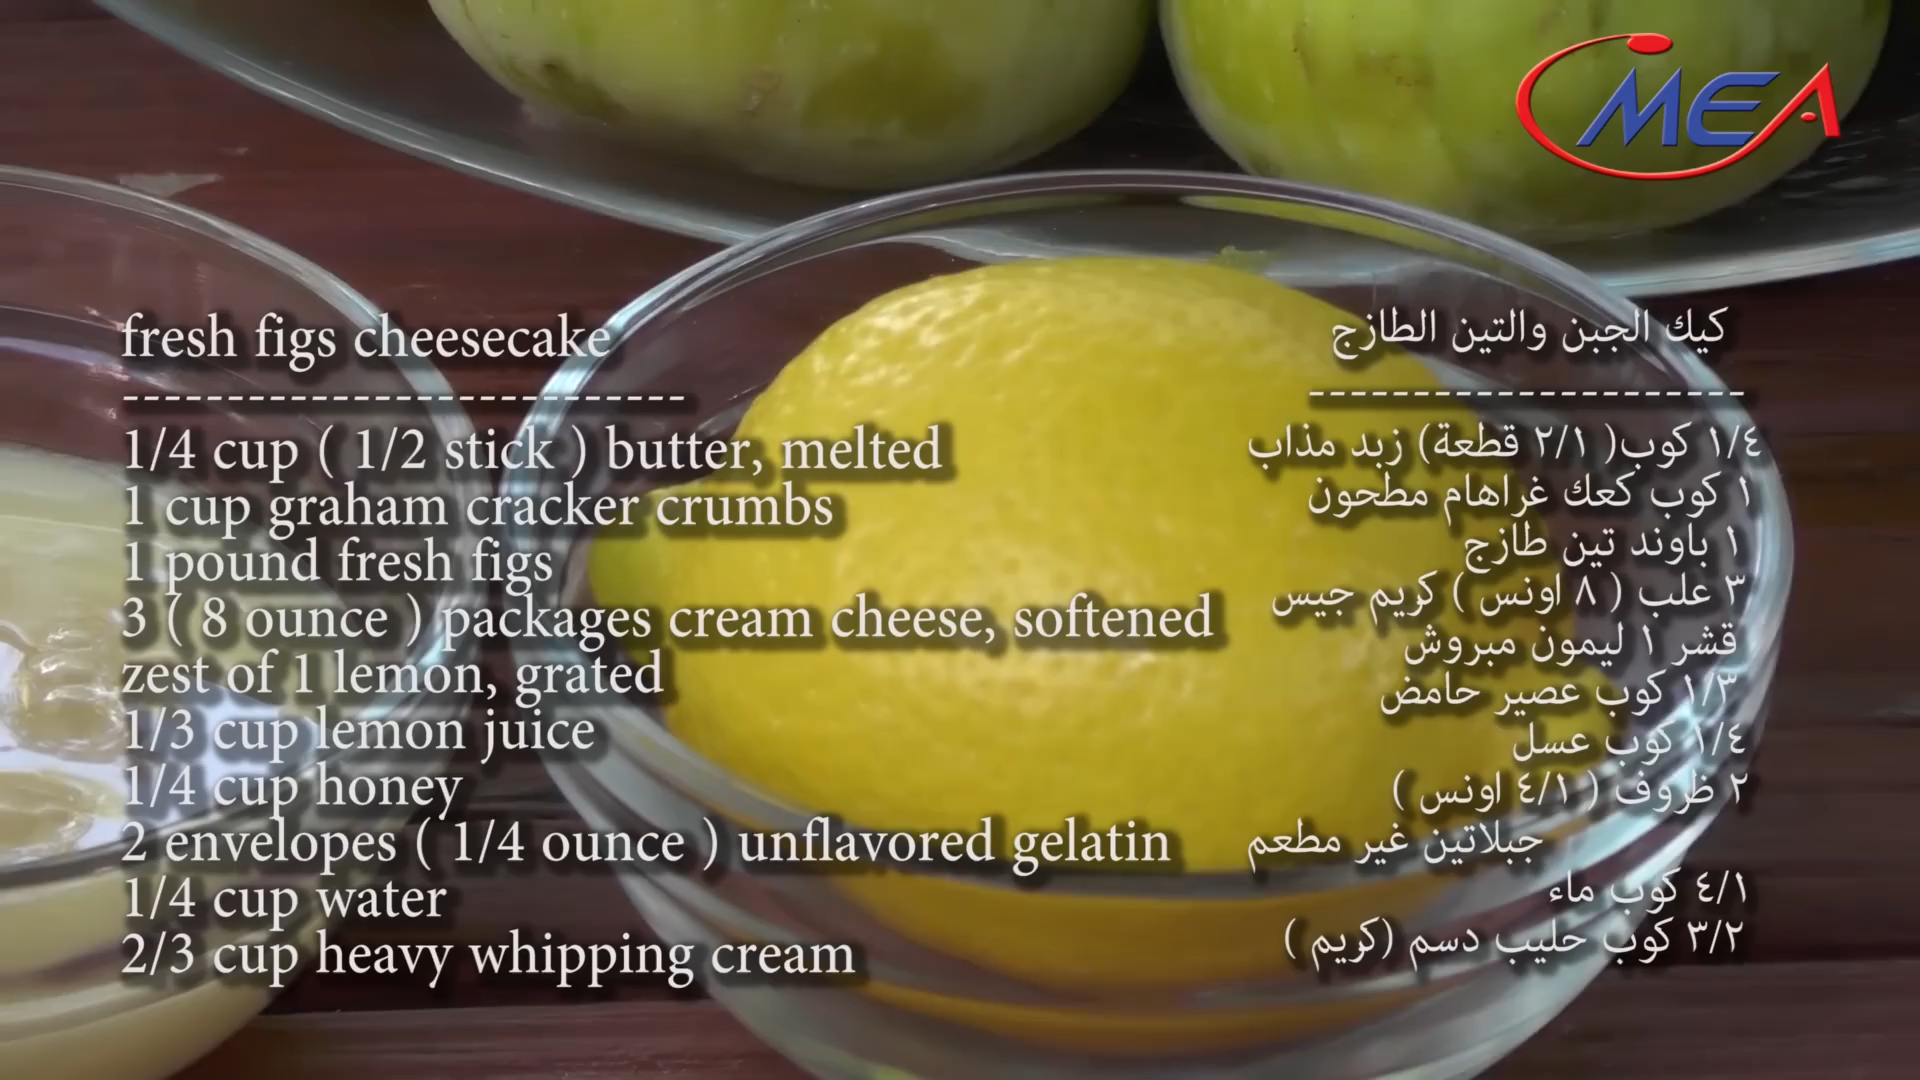 MEA
fresh figs cheesecake
---------------------------
1/4 cup ( 1/2 stick ) butter, melted
1 cup graham cracker crumbs
1 pound fresh figs
3 ( 8 ounce ) packages cream cheese, softened
zest of 1 lemon, grated
1/3 cup lemon juice
1/4 cup honey
2 envelopes ( 1/4 ounce ) unflavored gelatin
1/4 cup water
2/3 cup heavy whipping cream
كيك الجبن والتين الطازج
---------------------
١/٤ كوب( ٢/١ قطعة) زبد مذاب
١ كوب كعك غراهام مطحون
١ باوند تين طازج
٣ علب ( ٨ اونس ) كريم جيس
قشر ١ ليمون مبروش
١/٣ كوب عصير حامض
١/٤ كوب عسل
٢ ظروف ( ٤/١ اونس )
جبلاتين غير مطعم
٤/١ كوب ماء
٣/٢ كوب حليب دسم (كريم )